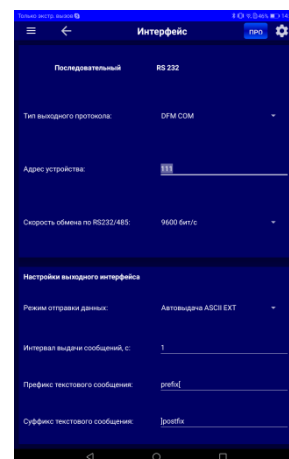 Только экстр. вызов
46%
14
Интерфейс
ПРО
Последовательный RS 232
Тип выходного протокола: DFM COM
Адрес устройства: 111
Скорость обмена по RS232/485: 9600 бит/с
Настройки выходного интерфейса
Режим отправки данных: Автовыдача ASCII EXT
Интервал выдачи сообщений, с: 1
Префикс текстового сообщения: prefix[
Суффикс текстового сообщения: ]postfix